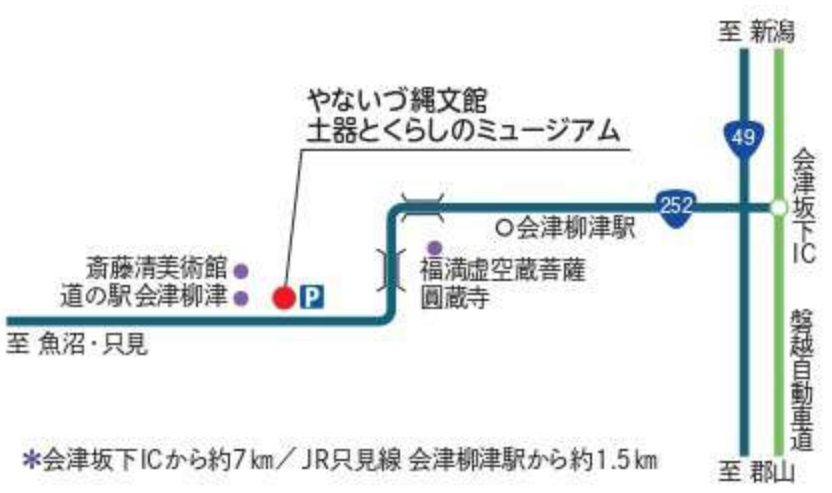 至 新潟
やないづ縄文館
土器とくらしのミュージアム
49
会津坂下IC
252
会津柳津駅
斎藤清美術館
道の駅会津柳津
P
福満虚空蔵菩薩
圓蔵寺
至 魚沼・只見
磐越自動車道
*会津坂下ICから約7km/JR只見線 会津柳津駅から約1.5km
至 郡山